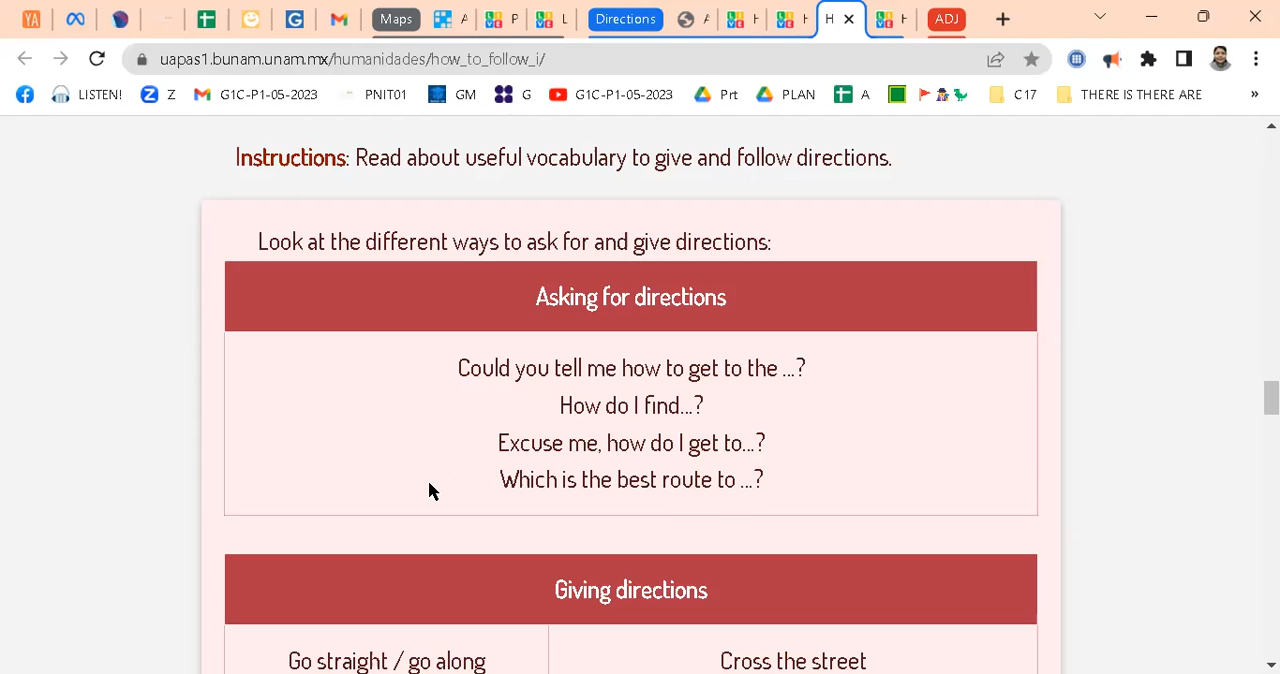 YA
Maps
A
P
L
Directions
A
H
H
H
H
ADJ
uapas1.bunam.unam.mx/humanidades/how_to_follow_i/
LISTEN!
Z
G1C-P1-05-2023
PNIT01
GM
G
G1C-P1-05-2023
Prt
PLAN
A
C17
THERE IS THERE ARE
»
Instructions: Read about useful vocabulary to give and follow directions.
Look at the different ways to ask for and give directions:
Asking for directions
Could you tell me how to get to the ...?
How do I find...?
Excuse me, how do I get to...?
Which is the best route to ...?
Giving directions
Go straight / go along
Cross the street